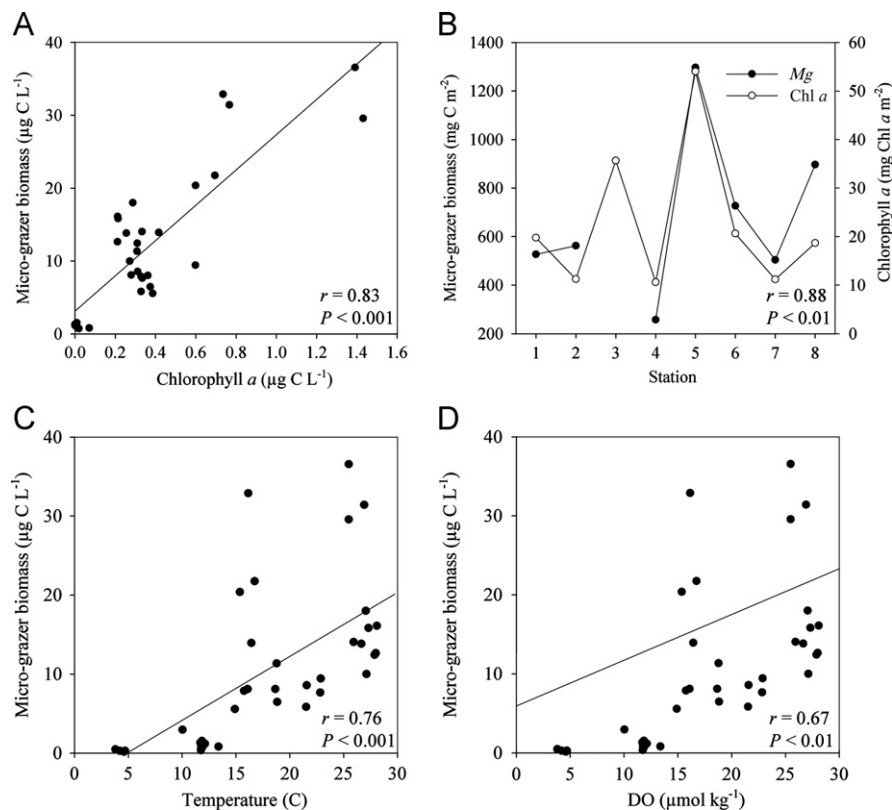 A
Micro-grazer biomass (µg C L-1)
40
30
20
10
0
0.0 0.2 0.4 0.6 0.8 1.0 1.2 1.4 1.6
Chlorophyll a (µg C L-1)
r = 0.83
P < 0.001
B
Micro-grazer biomass (mg C m-2)
1400
1200
1000
800
600
400
200
1 2 3 4 5 6 7 8
Station
Mg
Chl a
60
50
40
30
20
10
0
Chlorophyll a (mg Chl a m-2)
r = 0.88
P < 0.01
C
Micro-grazer biomass (µg C L-1)
40
30
20
10
0
0 5 10 15 20 25 30
Temperature (C)
r = 0.76
P < 0.001
D
Micro-grazer biomass (µg C L-1)
40
30
20
10
0
0 5 10 15 20 25 30
DO (µmol kg-1)
r = 0.67
P < 0.01